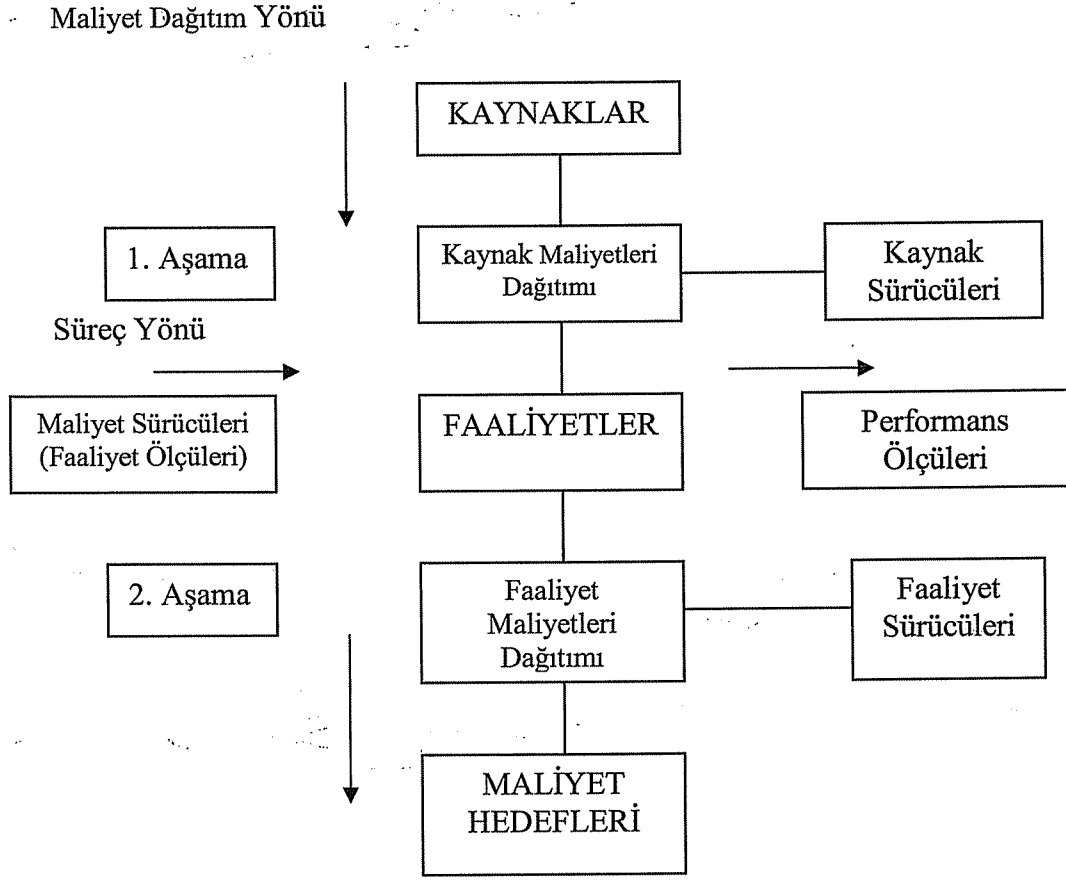 Maliyet Dağıtım Yönü
KAYNAKLAR
1. Aşama
Kaynak Maliyetleri
Dağıtımı
Kaynak
Sürücüleri
Süreç Yönü
Maliyet Sürücüleri
(Faaliyet Ölçüleri)
FAALİYETLER
Performans
Ölçüleri
2. Aşama
Faaliyet
Maliyetleri
Dağıtımı
Faaliyet
Sürücüleri
MALİYET
HEDEFLERİ